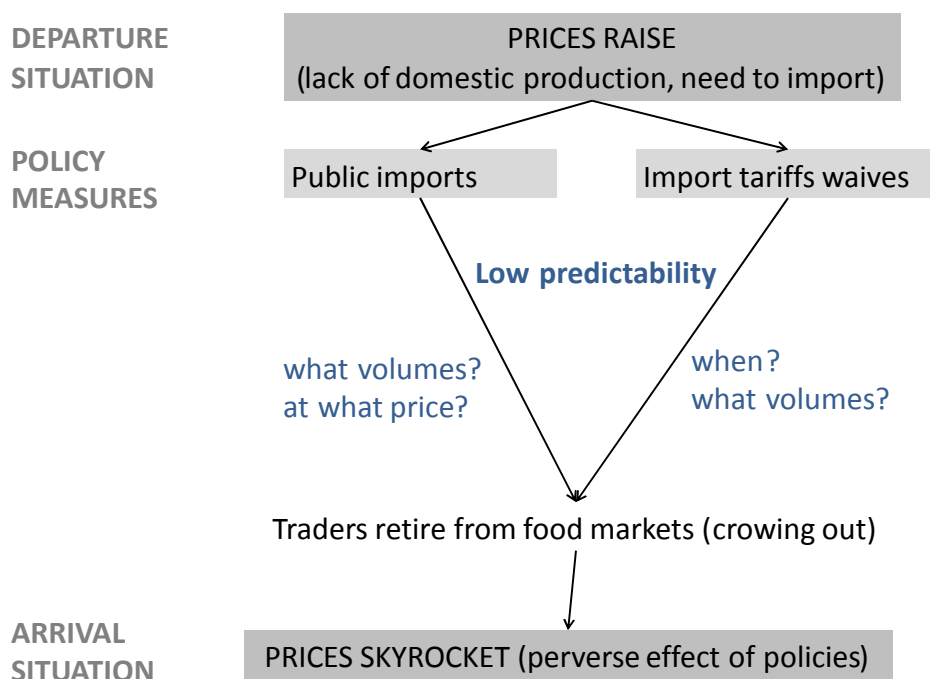 DEPARTURE
SITUATION
PRICES RAISE
(lack of domestic production, need to import)
POLICY
MEASURES
Public imports
Import tariffs waives
Low predictability
what volumes?
at what price?
when?
what volumes?
Traders retire from food markets (crowing out)
ARRIVAL
SITUATION
PRICES SKYROCKET (perverse effect of policies)